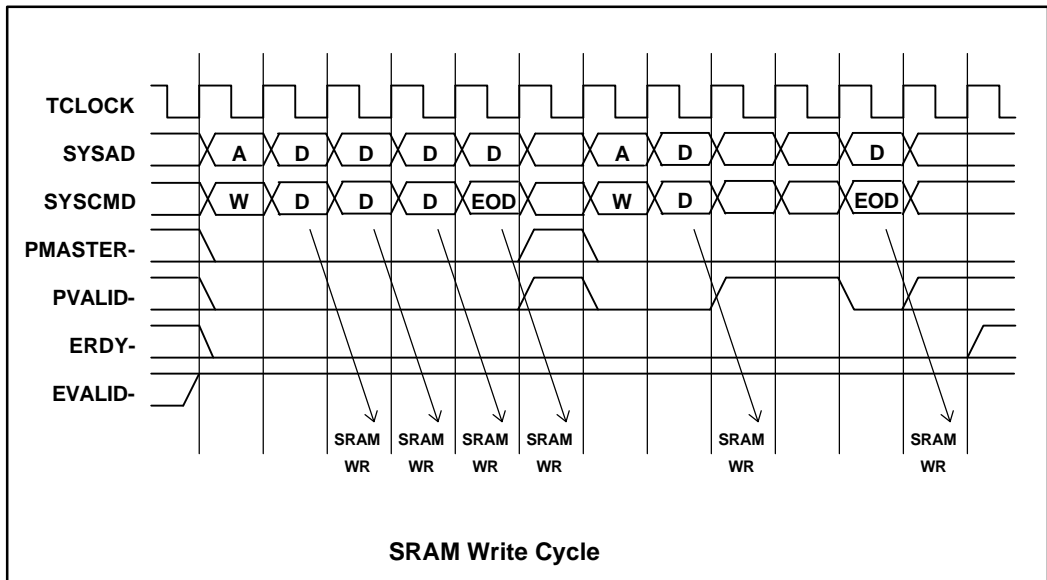 TCLOCK
SYSAD A D D D D A D D
SYSCMD W D D D EOD W D EOD
PMASTER-
PVALID-
ERDY-
EVALID-
SRAM SRAM SRAM SRAM SRAM SRAM
WR WR WR WR WR WR
SRAM Write Cycle